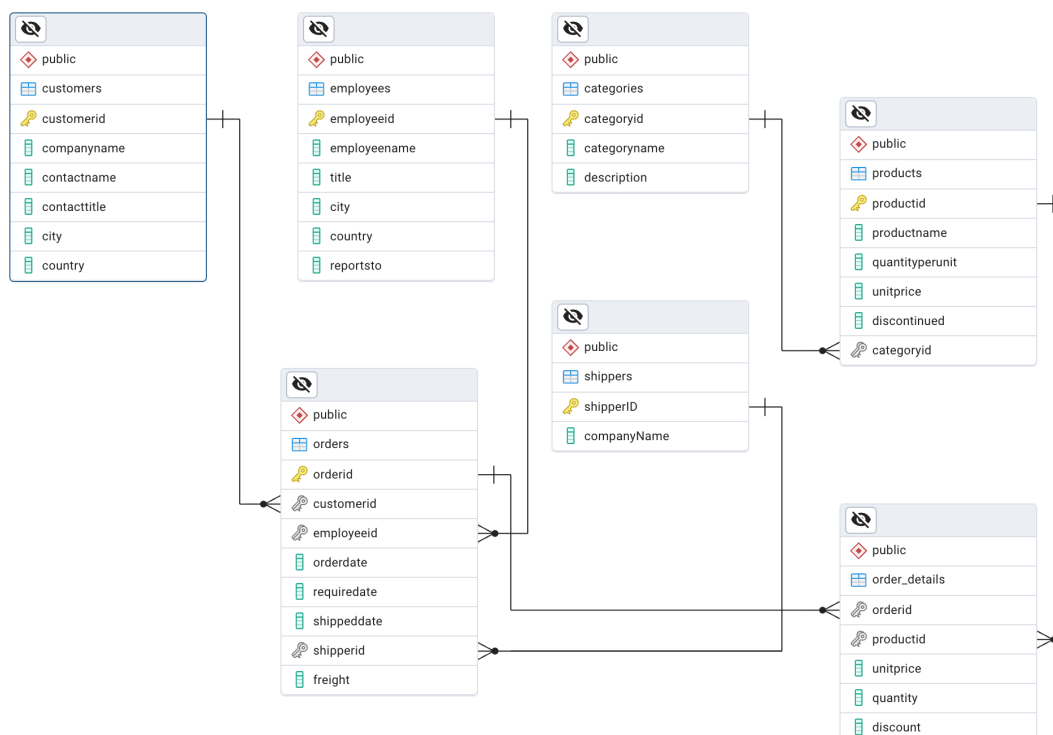 public
customers
customerid
companyname
contactname
contacttitle
city
country
public
employees
employeeid
employeename
title
city
country
reportsto
public
categories
categoryid
categoryname
description
public
products
productid
productname
quantityperunit
unitprice
discontinued
categoryid
public
shippers
shipperID
companyName
public
orders
orderid
customerid
employeeid
orderdate
requiredate
shippeddate
shipperid
freight
public
order_details
orderid
productid
unitprice
quantity
discount